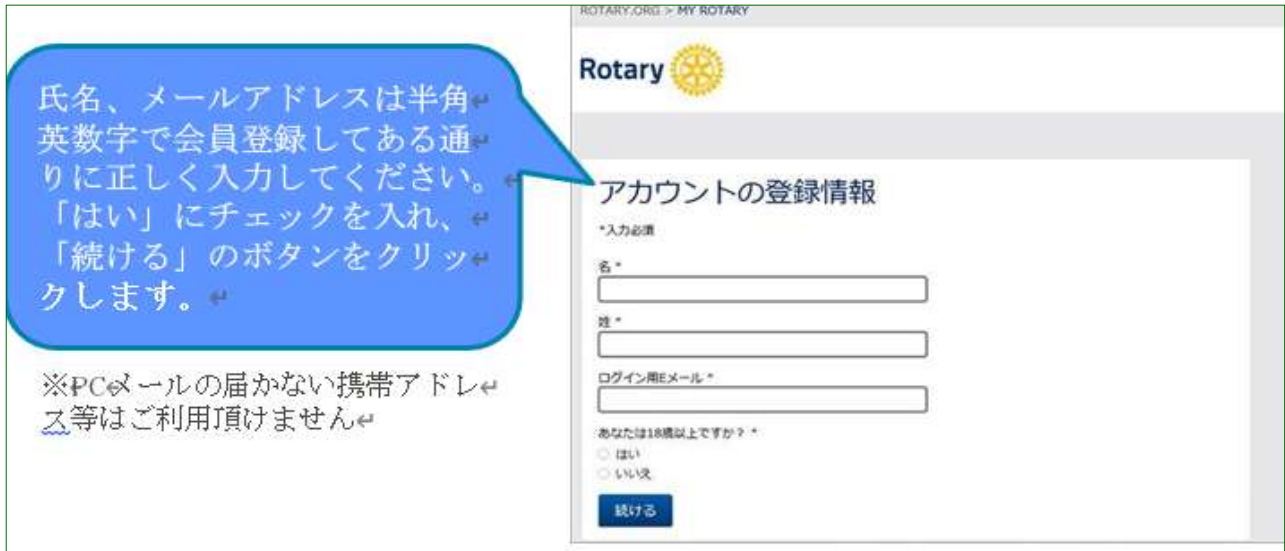 氏名、メールアドレスは半角
英数字で会員登録してある通
りに正しく入力してください。
「はい」にチェックを入れ、
「続ける」のボタンをクリッ
クします。
※PCメールの届かない携帯アドレ
ス等はご利用頂けません
ROTARY.ORG > MY ROTARY
Rotary
アカウントの登録情報
*入力必須
名 *
姓 *
ログイン用Eメール *
あなたは18歳以上ですか? *
はい
いいえ
続ける